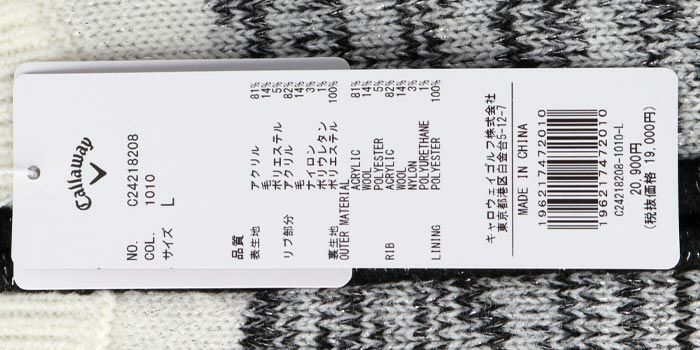 Callaway
NO. C24218208
COL. 1010
サイズ L
品質
表生地 アクリル 81%
毛 14%
ポリエステル 5%
リブ部分 アクリル 82%
毛 14%
ナイロン 3%
ポリウレタン 1%
裏生地 ポリエステル 100%
OUTER MATERIAL ACRYLIC 81%
WOOL 14%
POLYESTER 5%
RIB ACRYLIC 82%
WOOL 14%
NYLON 3%
POLYURETHANE 1%
LINING POLYESTER 100%
キャロウェイゴルフ株式会社
東京都港区白金台5-12-7
MADE IN CHINA
196217472010
196217472010
C24218208-1010-L
20,900円
(税抜価格 19,000円)